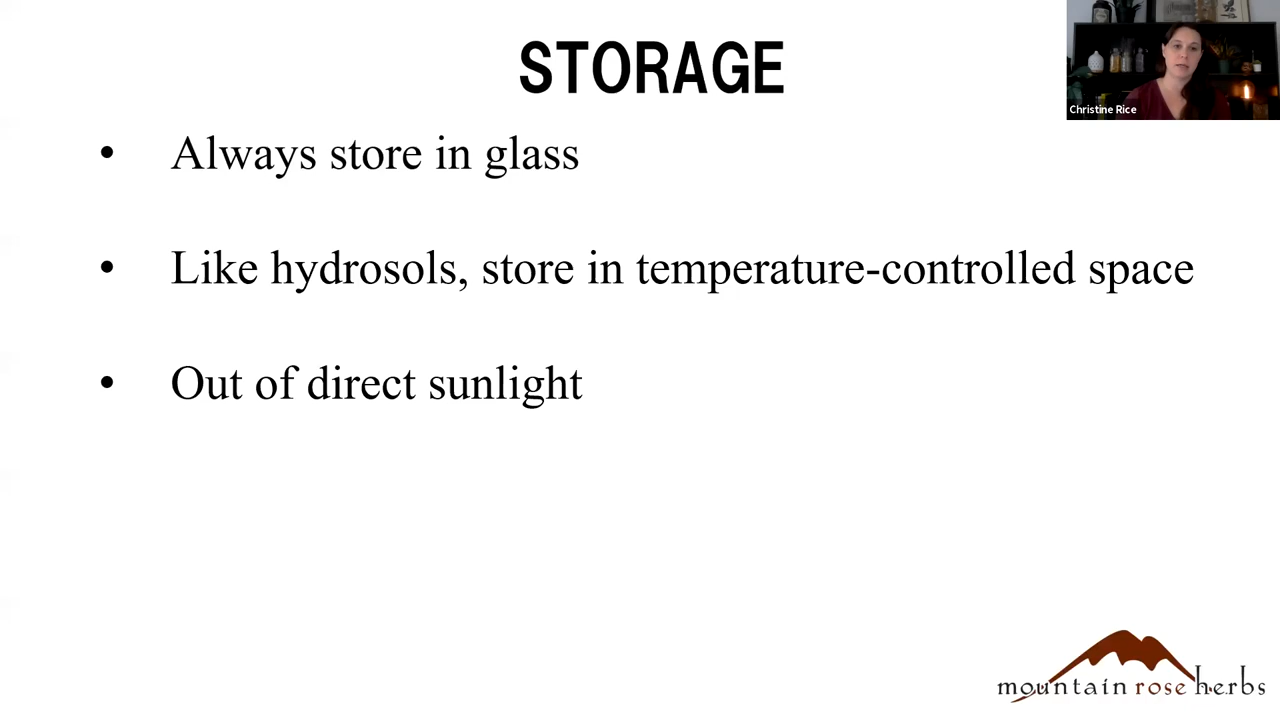 STORAGE
Christine Rice
• Always store in glass
• Like hydrosols, store in temperature-controlled space
• Out of direct sunlight
mountain rose herbs